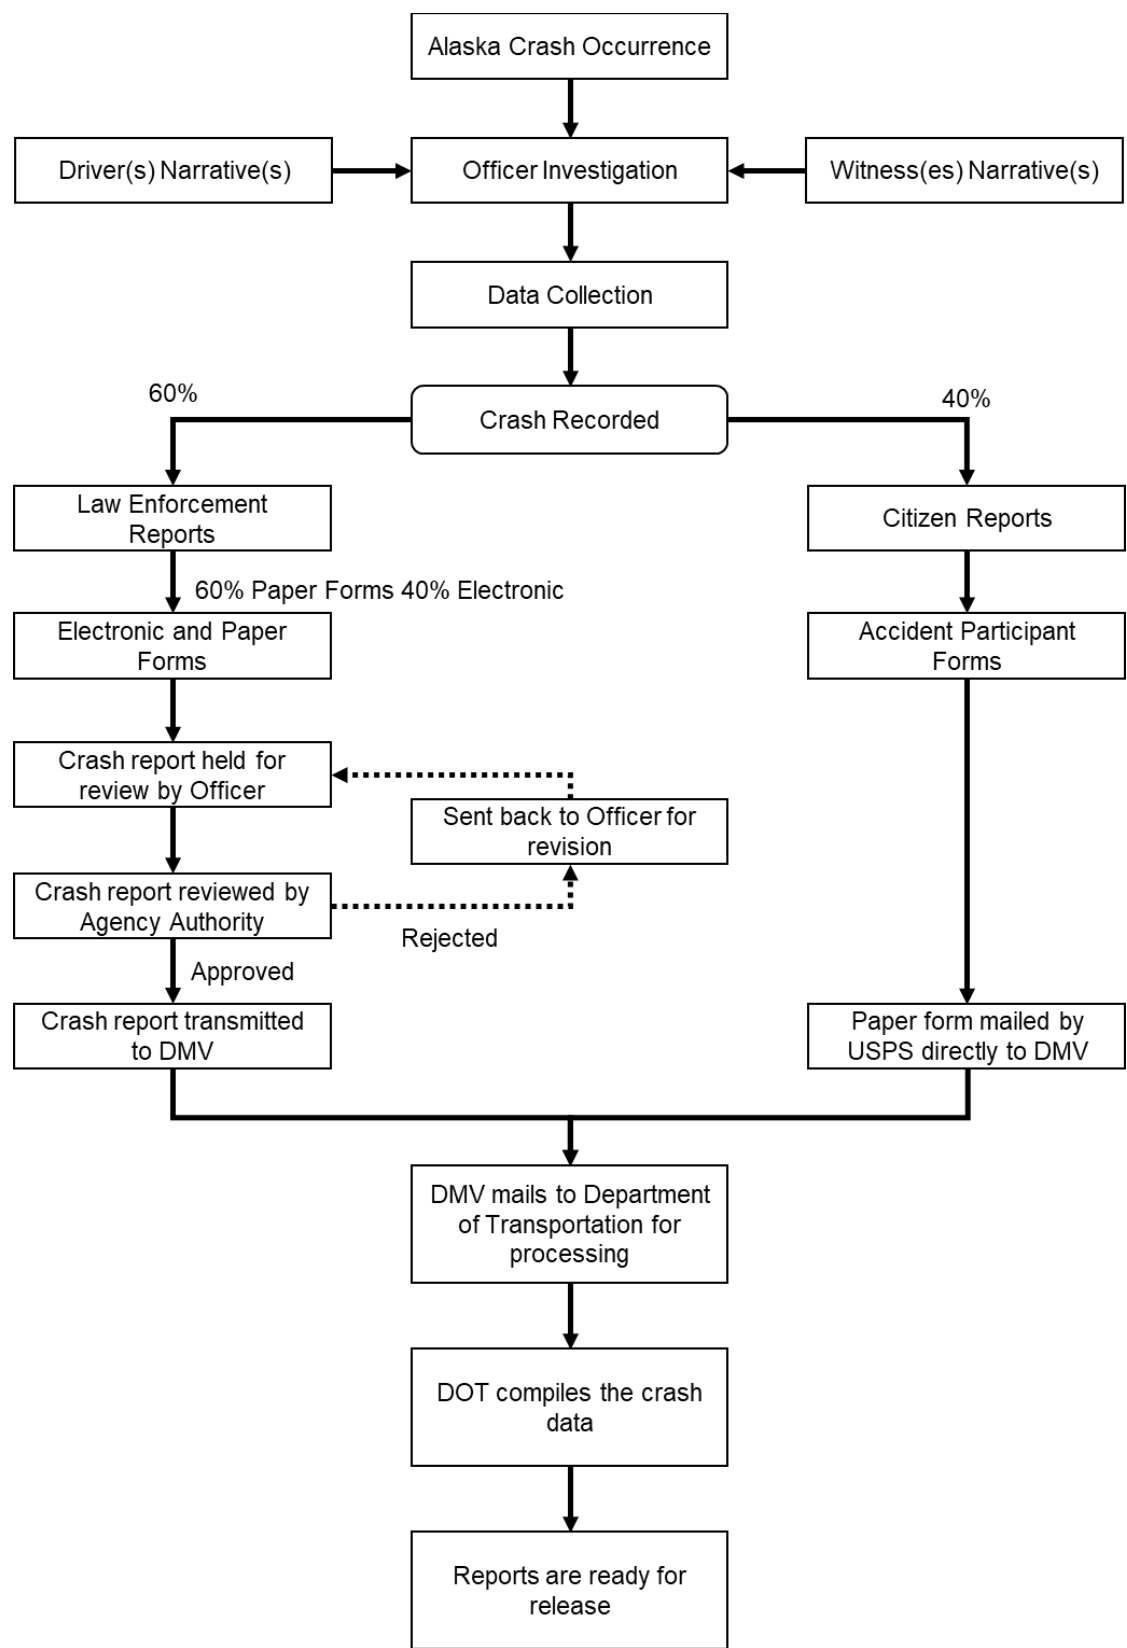 Alaska Crash Occurrence
Driver(s) Narrative(s)
Officer Investigation
Witness(es) Narrative(s)
Data Collection
60%
Crash Recorded
40%
Law Enforcement
Reports
Citizen Reports
60% Paper Forms 40% Electronic
Electronic and Paper
Forms
Accident Participant
Forms
Crash report held for
review by Officer
Sent back to Officer for
revision
Crash report reviewed by
Agency Authority
Rejected
Approved
Crash report transmitted
to DMV
Paper form mailed by
USPS directly to DMV
DMV mails to Department
of Transportation for
processing
DOT compiles the crash
data
Reports are ready for
release